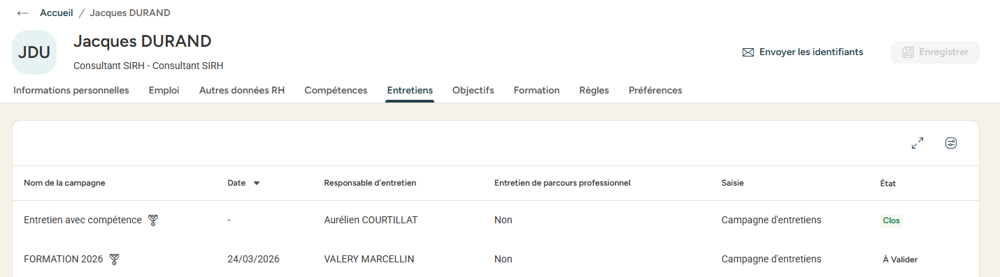 ← Accueil / Jacques DURAND
JDU
Jacques DURAND
Consultant SIRH - Consultant SIRH
Envoyer les identifiants
Enregistrer
Informations personnelles Emploi Autres données RH Compétences Entretiens Objectifs Formation Règles Préférences
Nom de la campagne Date Responsable d'entretien Entretien de parcours professionnel Saisie État
Entretien avec compétence - Aurélien COURTILLAT Non Campagne d'entretiens Clos
FORMATION 2026 24/03/2026 VALERY MARCELLIN Non Campagne d'entretiens À Valider